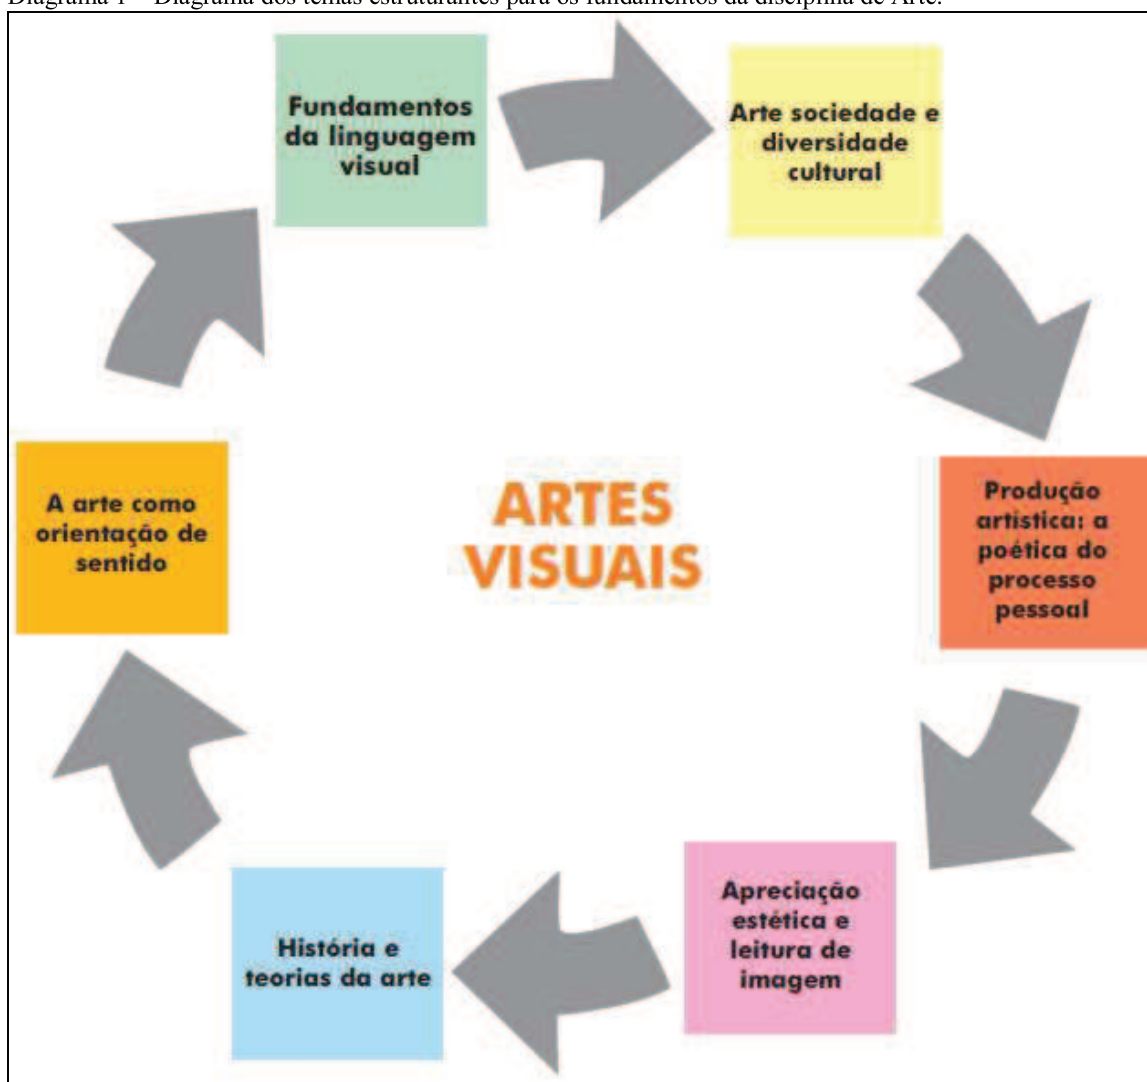 Diagrama 1 – Diagrama dos temas estruturantes para os fundamentos da disciplina de Arte.
Fundamentos
da linguagem
visual
Arte sociedade e
diversidade
cultural
Produção
artística: a
poética do
processo
pessoal
Apreciação
estética e
leitura de
imagem
História e
teorias da arte
A arte como
orientação de
sentido
ARTES
VISUAIS